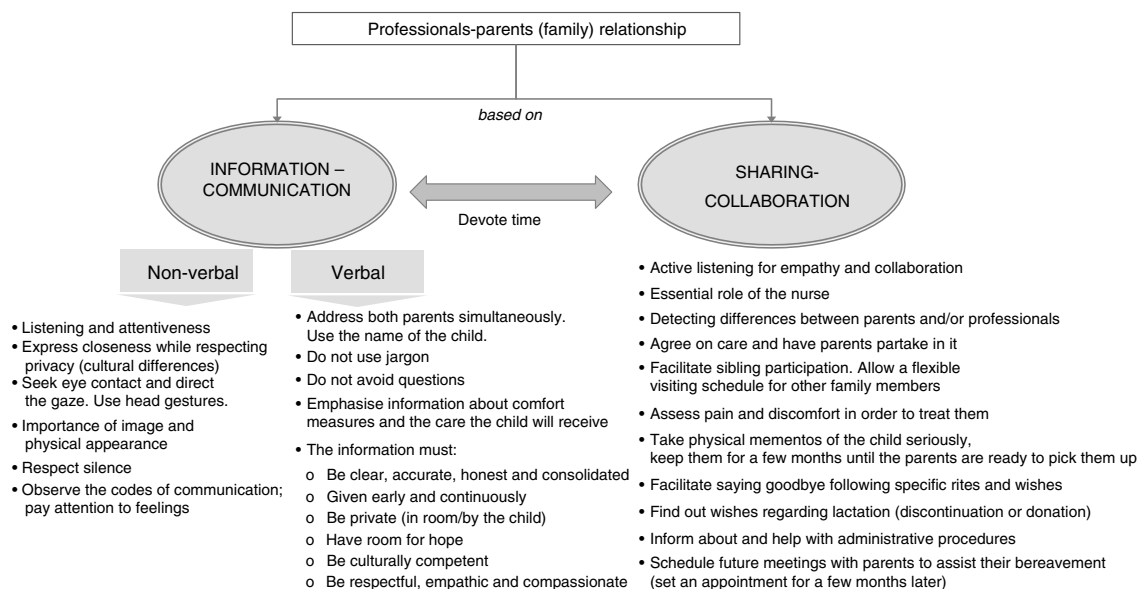 Professionals-parents (family) relationship
based on
INFORMATION –
COMMUNICATION
Devote time
SHARING-
COLLABORATION
Non-verbal
• Listening and attentiveness
• Express closeness while respecting
privacy (cultural differences)
• Seek eye contact and direct
the gaze. Use head gestures.
• Importance of image and
physical appearance
• Respect silence
• Observe the codes of communication;
pay attention to feelings
Verbal
• Address both parents simultaneously.
Use the name of the child.
• Do not use jargon
• Do not avoid questions
• Emphasise information about comfort
measures and the care the child will receive
• The information must:
o Be clear, accurate, honest and consolidated
o Given early and continuously
o Be private (in room/by the child)
o Have room for hope
o Be culturally competent
o Be respectful, empathic and compassionate
• Active listening for empathy and collaboration
• Essential role of the nurse
• Detecting differences between parents and/or professionals
• Agree on care and have parents partake in it
• Facilitate sibling participation. Allow a flexible
visiting schedule for other family members
• Assess pain and discomfort in order to treat them
• Take physical mementos of the child seriously,
keep them for a few months until the parents are ready to pick them up
• Facilitate saying goodbye following specific rites and wishes
• Find out wishes regarding lactation (discontinuation or donation)
• Inform about and help with administrative procedures
• Schedule future meetings with parents to assist their bereavement
(set an appointment for a few months later)